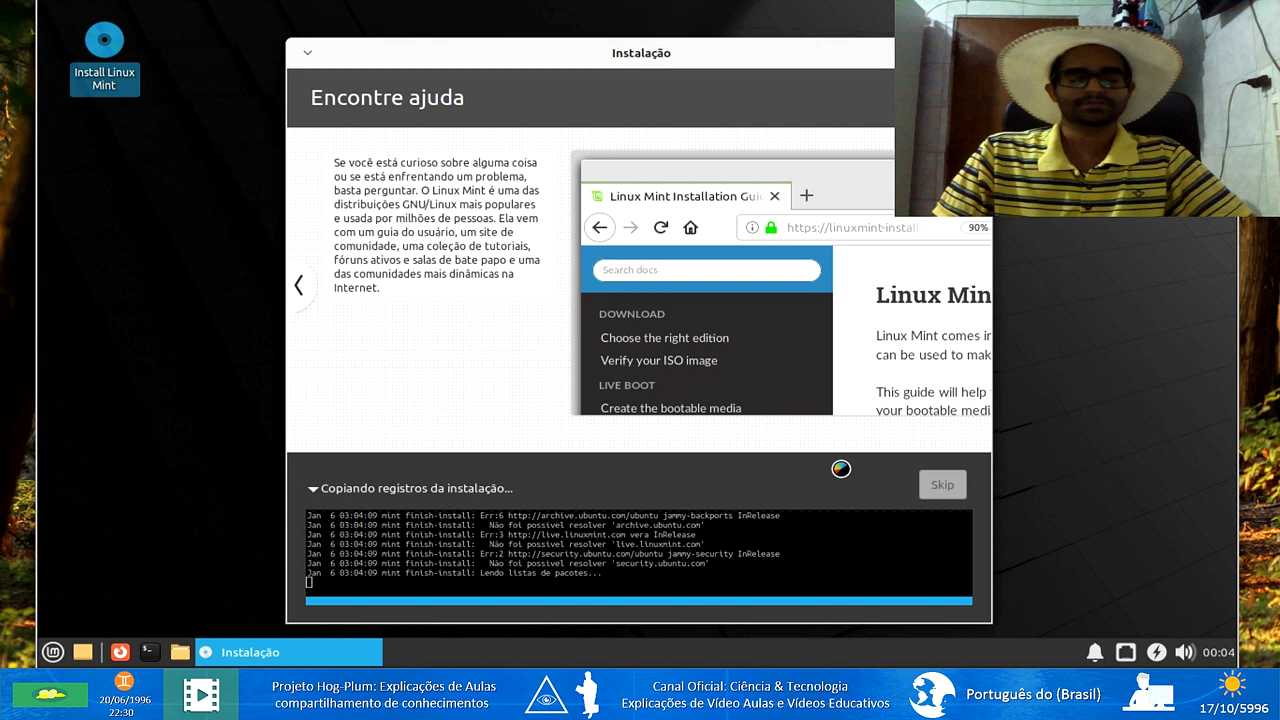 Install Linux
Mint
Instalação
Encontre ajuda
Se você está curioso sobre alguma coisa
ou se está enfrentando um problema,
basta perguntar. O Linux Mint é uma das
distribuições GNU/Linux mais populares
e usada por milhões de pessoas. Ela vem
com um guia do usuário, um site de
comunidade, uma coleção de tutoriais,
fóruns ativos e salas de bate papo e uma
das comunidades mais dinâmicas na
Internet.
Linux Mint Installation Guid
https://linuxmint-install
90%
Search docs
DOWNLOAD
Choose the right edition
Verify your ISO image
LIVE BOOT
Create the bootable media
Linux Min
Linux Mint comes in
can be used to mak
This guide will help
your bootable medi
Copiando registros da instalação...
Skip
Jan 6 03:04:09 mint finish-install: Err:6 http://archive.ubuntu.com/ubuntu jammy-backports InRelease
Jan 6 03:04:09 mint finish-install: Não foi possível resolver 'archive.ubuntu.com'
Jan 6 03:04:09 mint finish-install: Err:3 http://live.linuxmint.com vera InRelease
Jan 6 03:04:09 mint finish-install: Não foi possível resolver 'live.linuxmint.com'
Jan 6 03:04:09 mint finish-install: Err:2 http://security.ubuntu.com/ubuntu jammy-security InRelease
Jan 6 03:04:09 mint finish-install: Não foi possível resolver 'security.ubuntu.com'
Jan 6 03:04:09 mint finish-install: Lendo listas de pacotes...
Instalação
00:04
20/06/1996
22:30
Projeto Hog-Plum: Explicações de Aulas
compartilhamento de conhecimentos
Canal Oficial: Ciência & Tecnologia
Explicações de Vídeo Aulas e Vídeos Educativos
Português do (Brasil)
17/10/5996